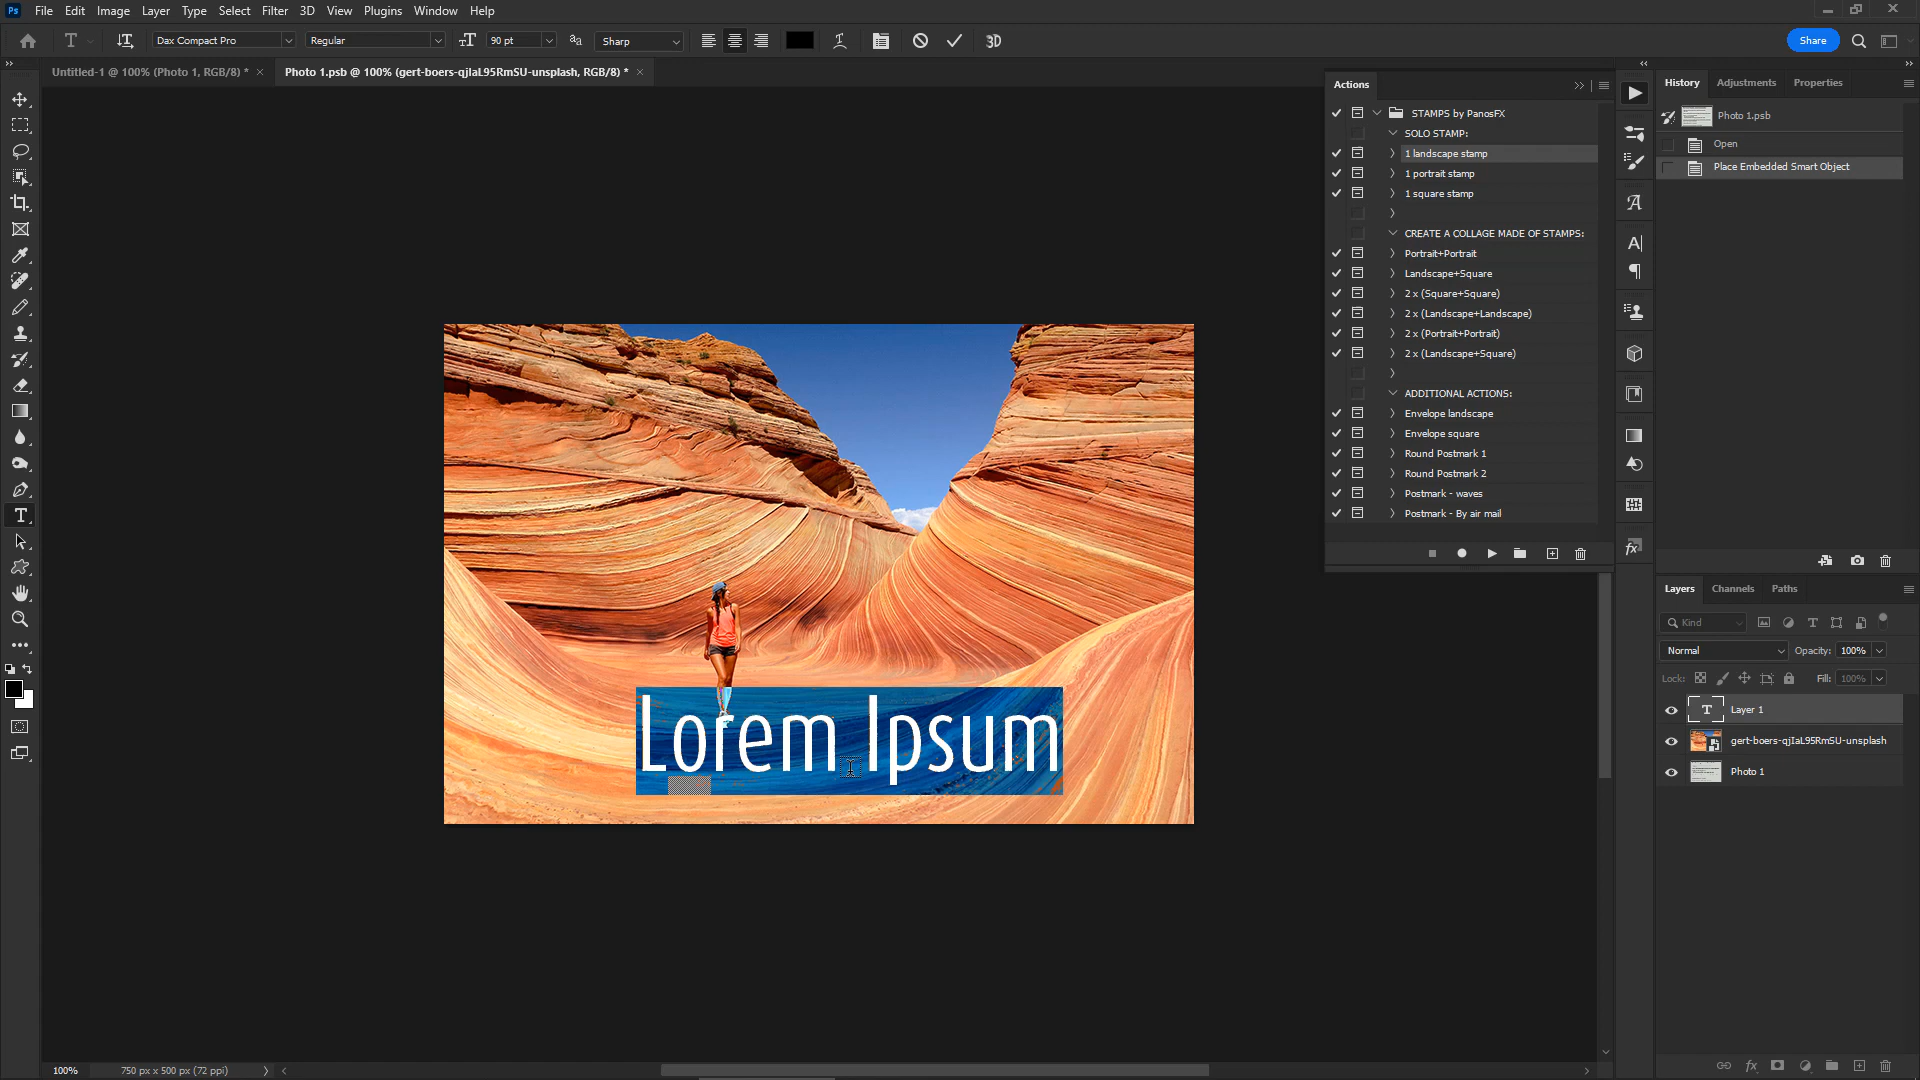 Ps File Edit Image Layer Type Select Filter 3D View Plugins Window Help
T Dax Compact Pro Regular 90 pt Sharp 3D Share
Untitled-1 @ 100% (Photo 1, RGB/8) * × Photo 1.psb @ 100% (gert-boers-qjIaL95RmSU-unsplash, RGB/8) * ×
Actions
STAMPS by PanosFX
SOLO STAMP:
1 landscape stamp
1 portrait stamp
1 square stamp
CREATE A COLLAGE MADE OF STAMPS:
Portrait+Portrait
Landscape+Square
2 x (Square+Square)
2 x (Landscape+Landscape)
2 x (Portrait+Portrait)
2 x (Landscape+Square)
ADDITIONAL ACTIONS:
Envelope landscape
Envelope square
Round Postmark 1
Round Postmark 2
Postmark - waves
Postmark - By air mail
History Adjustments Properties
Photo 1.psb
Open
Place Embedded Smart Object
Lorem Ipsum
Layers Channels Paths
Kind
Normal Opacity: 100%
Lock: Fill: 100%
T Layer 1
gert-boers-qjIaL95RmSU-unsplash
Photo 1
100% 750 px x 500 px (72 ppi)